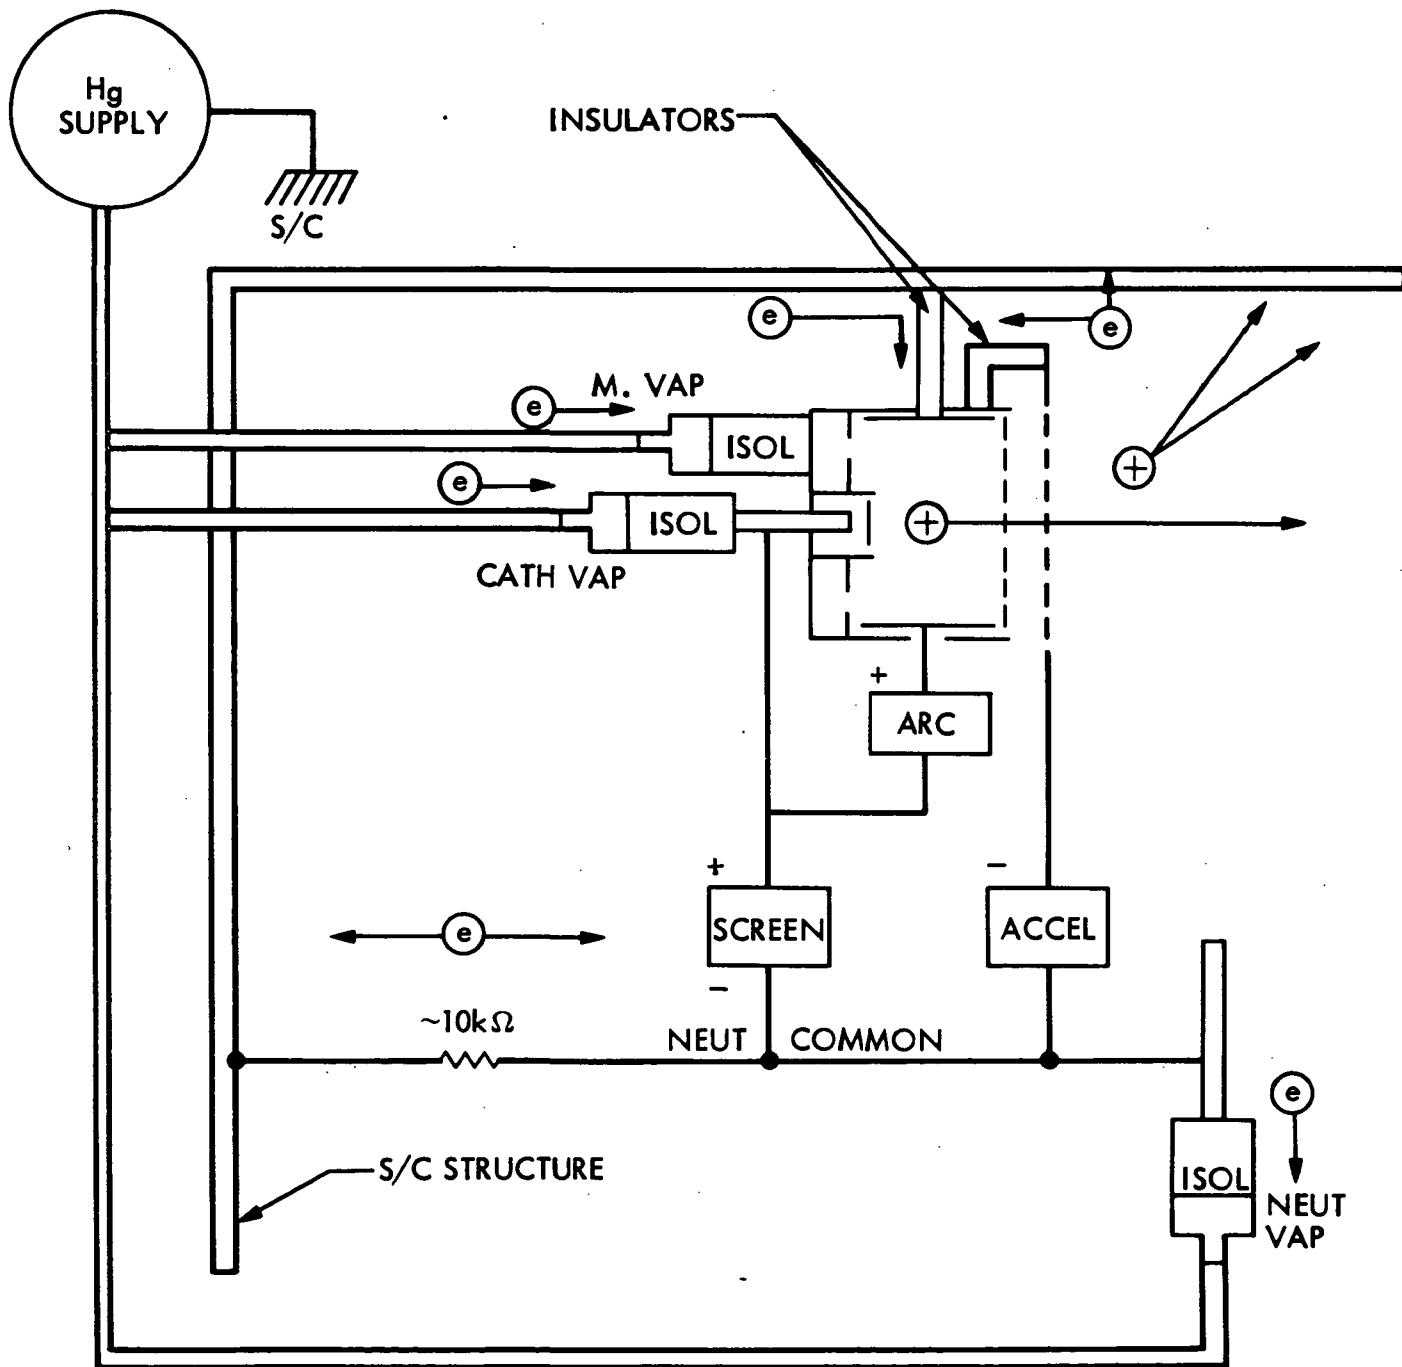 Hg
SUPPLY
S/C
INSULATORS
e
e
M. VAP
e
ISOL
+
e
ISOL
+
CATH VAP
+
ARC
+
−
SCREEN
ACCEL
e
−
~10kΩ
NEUT COMMON
e
S/C STRUCTURE
ISOL
NEUT
VAP